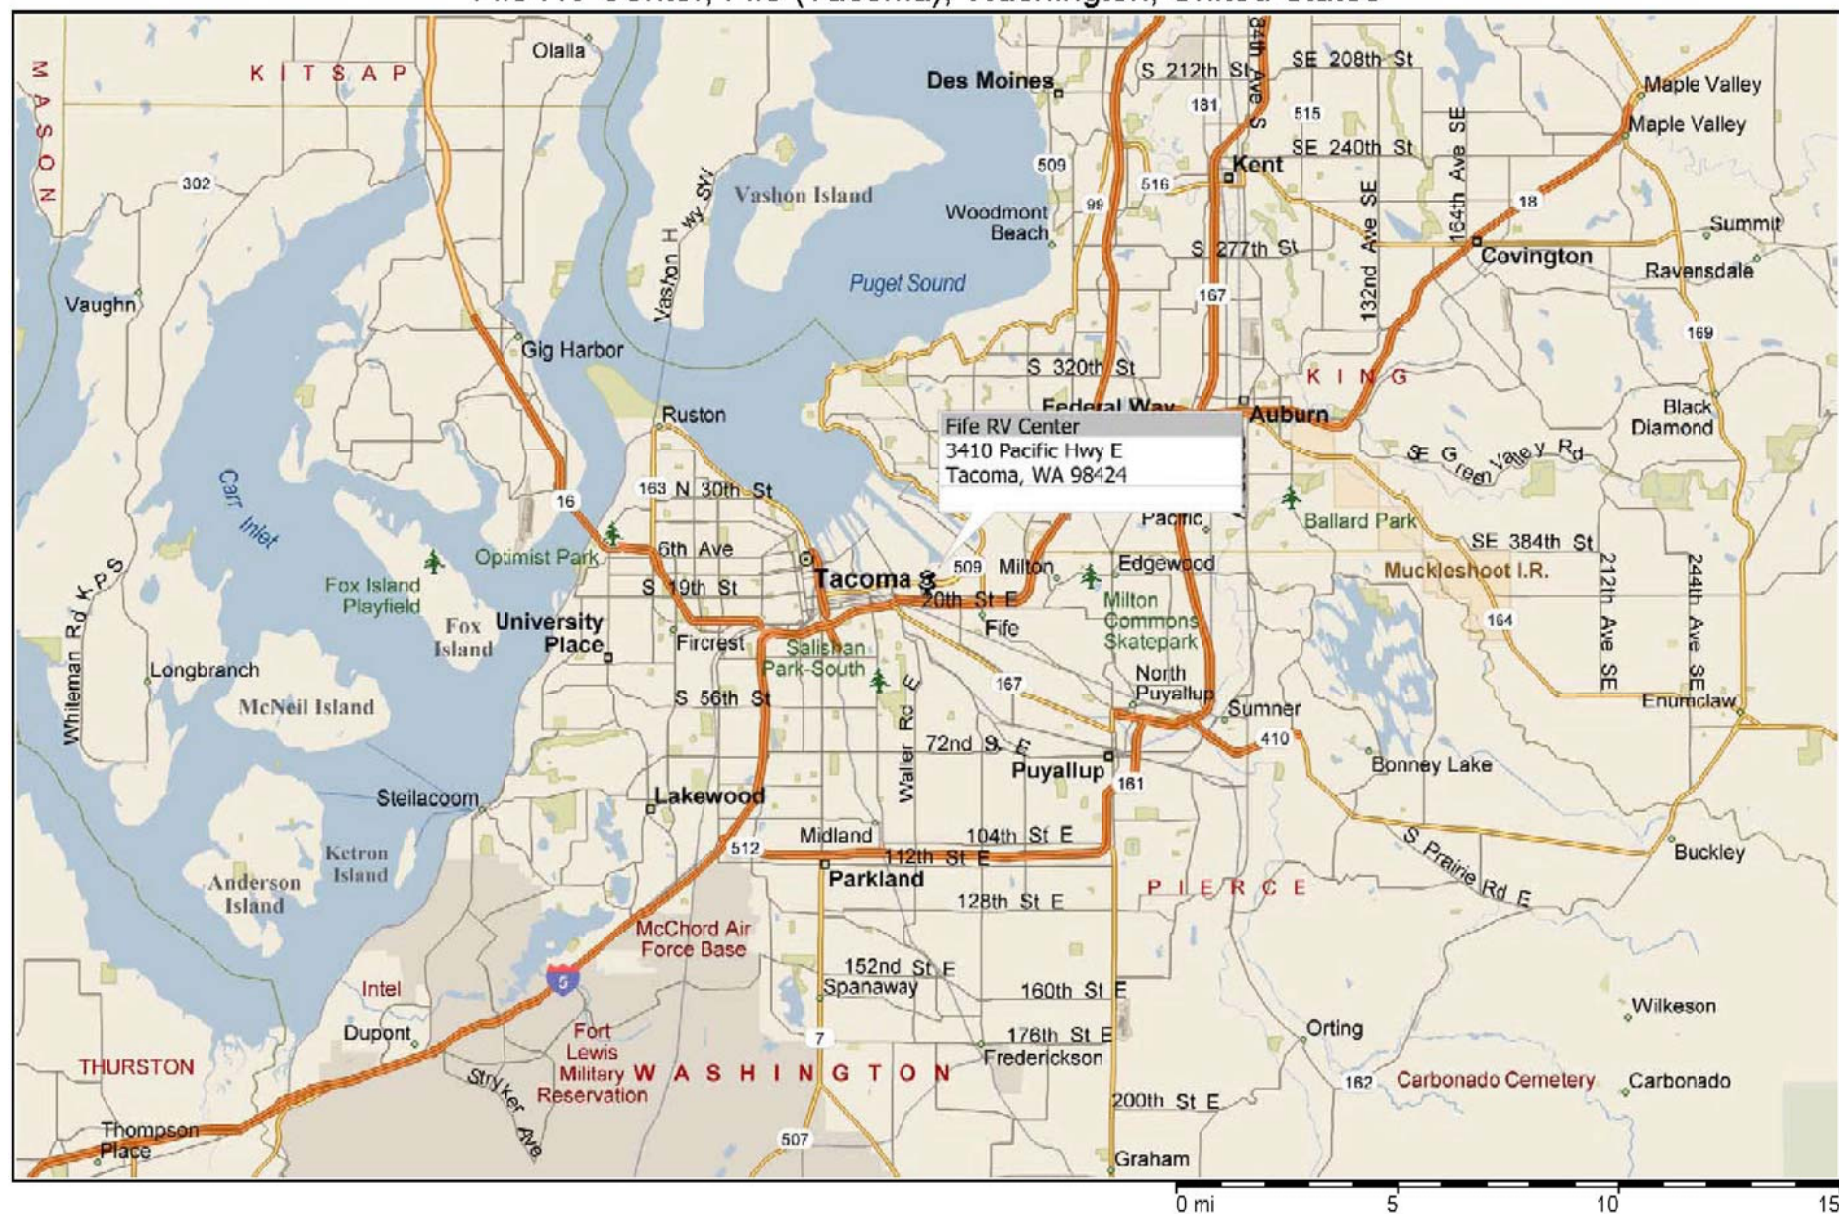 Olalla
KITSAP
MASON
Des Moines
S 212th St
84th Ave S
SE 208th St
Maple Valley
181
515
Maple Valley
SE 240th St
164th Ave SE
509
Kent
302
516
Vashon Island
Vashon Hwy SW
99
132nd Ave SE
18
Woodmont
Beach
Summit
S 277th St
Covington
Ravensdale
Puget Sound
Vaughn
167
169
Gig Harbor
S 320th St
KING
Federal Way
Auburn
Black
Diamond
Ruston
Fife RV Center
3410 Pacific Hwy E
Tacoma, WA 98424
SE Green Valley Rd
Carr Inlet
16
163
N 30th St
Pacific
Ballard Park
SE 384th St
6th Ave
Optimist Park
Fox Island
Playfield
Tacoma
509
Milton
Edgewood
Muckleshoot I.R.
212th Ave SE
244th Ave SE
S 19th St
20th St E
Milton
Commons
Skatepark
164
Whiteman Rd KPS
Fox
Island
University
Place
Fircrest
Salishan
Park-South
Fife
Longbranch
McNeil Island
S 56th St
167
North
Puyallup
Sumner
Enumclaw
Waller Rd E
72nd St E
410
Puyallup
161
Bonney Lake
Steilacoom
Lakewood
Midland
104th St E
512
112th St E
S Prairie Rd E
Buckley
Ketron
Island
Anderson
Island
Parkland
PIERCE
128th St E
McChord Air
Force Base
5
152nd St E
Intel
Spanaway
160th St E
Wilkeson
Dupont
Fort
Lewis
Military
Reservation
7
176th St E
Frederickson
Orting
THURSTON
WASHINGTON
Stryker Ave
162
Carbonado Cemetery
Carbonado
200th St E
Thompson
Place
507
Graham
0 mi 5 10 15